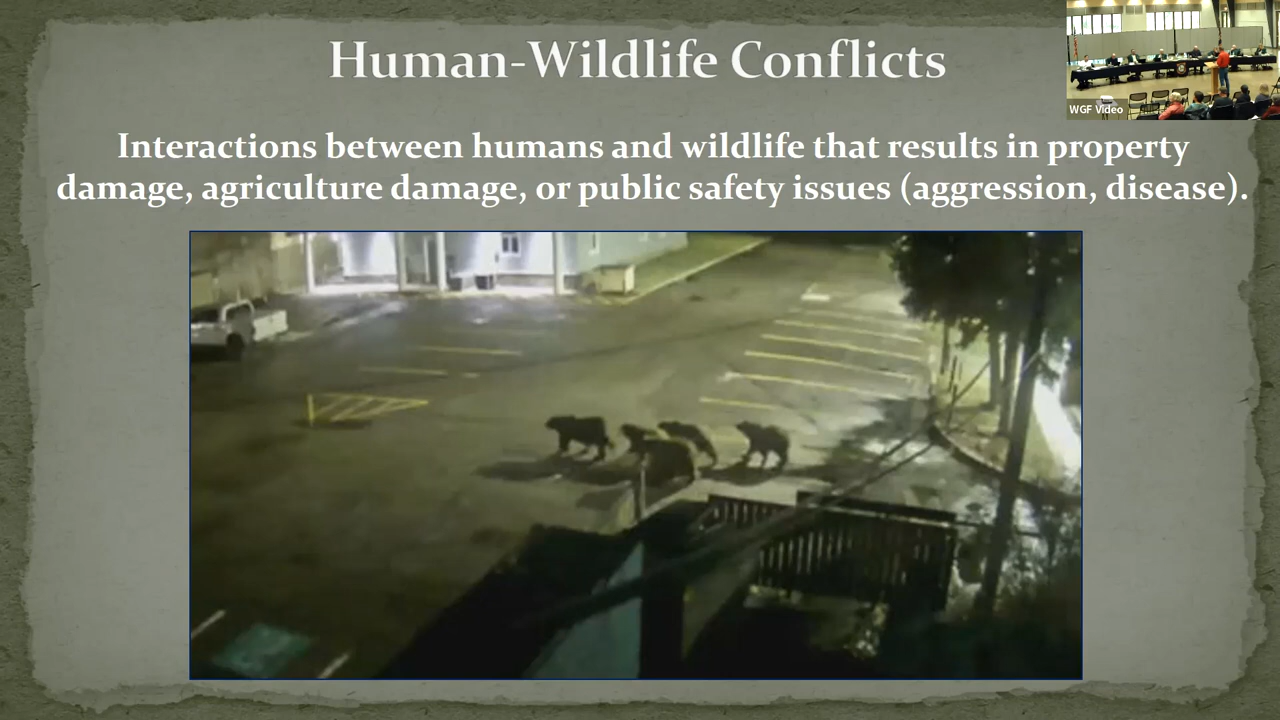 Human-Wildlife Conflicts
WGF Video
Interactions between humans and wildlife that results in property
damage, agriculture damage, or public safety issues (aggression, disease).